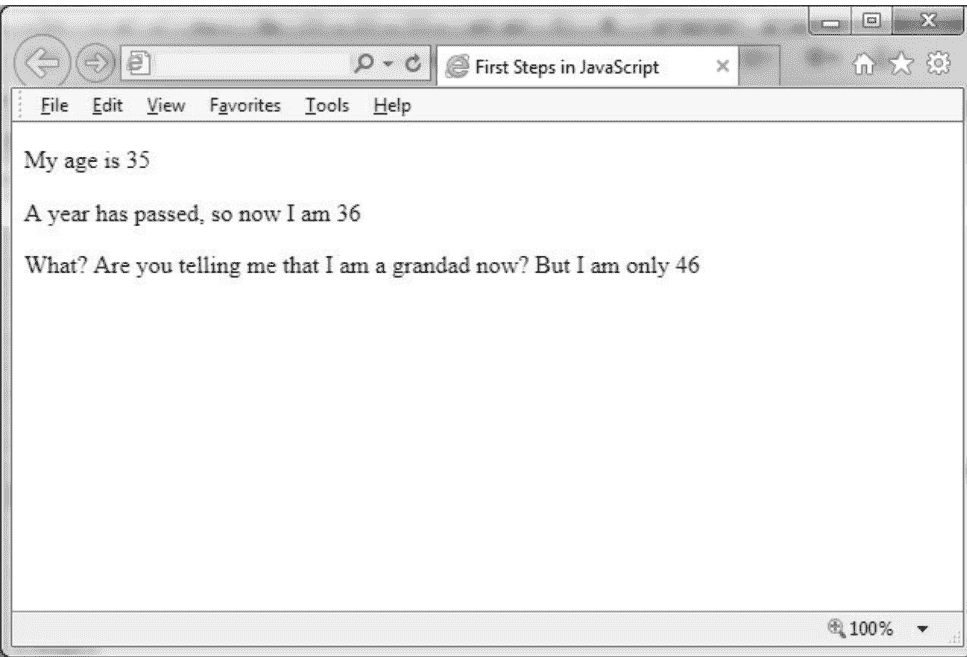 First Steps in JavaScript
File Edit View Favorites Tools Help
My age is 35
A year has passed, so now I am 36
What? Are you telling me that I am a grandad now? But I am only 46
100%